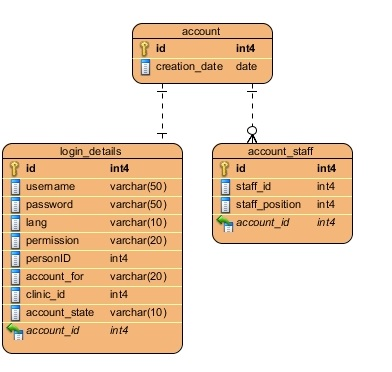 account
id int4
creation_date date
login_details
id int4
username varchar(50)
password varchar(50)
lang varchar(10)
permission varchar(20)
personID int4
account_for varchar(20)
clinic_id int4
account_state varchar(10)
account_id int4
account_staff
id int4
staff_id int4
staff_position int4
account_id int4